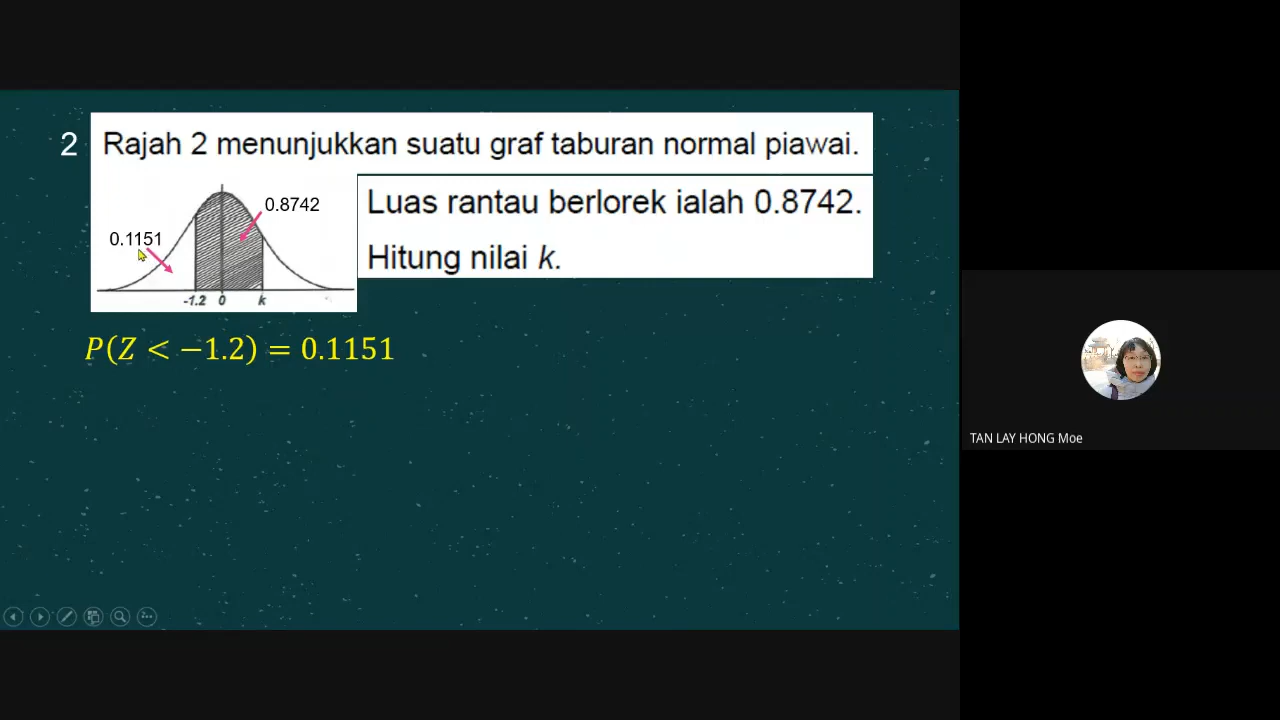 2
Rajah 2 menunjukkan suatu graf taburan normal piawai.
Luas rantau berlorek ialah 0.8742.
Hitung nilai k.
0.8742
0.1151
-1.2 0 k
P(Z < −1.2) = 0.1151
TAN LAY HONG Moe